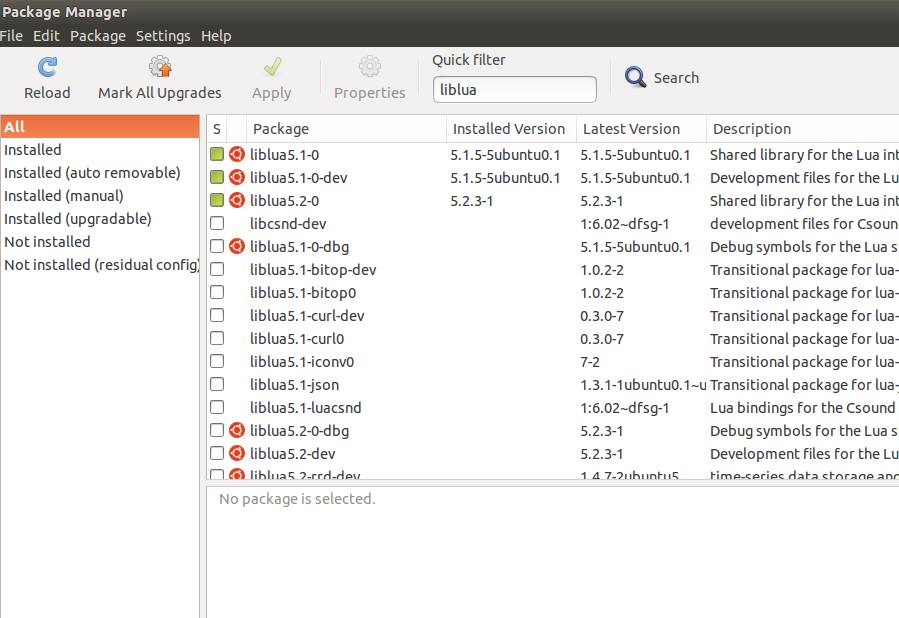 Package Manager
File Edit Package Settings Help
Quick filter
Reload Mark All Upgrades Apply Properties liblua Search
All
Installed
Installed (auto removable)
Installed (manual)
Installed (upgradable)
Not installed
Not installed (residual config)
S Package Installed Version Latest Version Description
liblua5.1-0 5.1.5-5ubuntu0.1 5.1.5-5ubuntu0.1 Shared library for the Lua int
liblua5.1-0-dev 5.1.5-5ubuntu0.1 5.1.5-5ubuntu0.1 Development files for the Lu
liblua5.2-0 5.2.3-1 5.2.3-1 Shared library for the Lua int
libcsnd-dev 1:6.02~dfsg-1 development files for Csoun
liblua5.1-0-dbg 5.1.5-5ubuntu0.1 Debug symbols for the Lua s
liblua5.1-bitop-dev 1.0.2-2 Transitional package for lua-
liblua5.1-bitop0 1.0.2-2 Transitional package for lua-
liblua5.1-curl-dev 0.3.0-7 Transitional package for lua-
liblua5.1-curl0 0.3.0-7 Transitional package for lua-
liblua5.1-iconv0 7-2 Transitional package for lua-
liblua5.1-json 1.3.1-1ubuntu0.1~u Transitional package for lua-
liblua5.1-luacsnd 1:6.02~dfsg-1 Lua bindings for the Csound
liblua5.2-0-dbg 5.2.3-1 Debug symbols for the Lua s
liblua5.2-dev 5.2.3-1 Development files for the Lu
liblua5.2-rrd-dev 1.4.7-2ubuntu5 time-series data storage and
No package is selected.